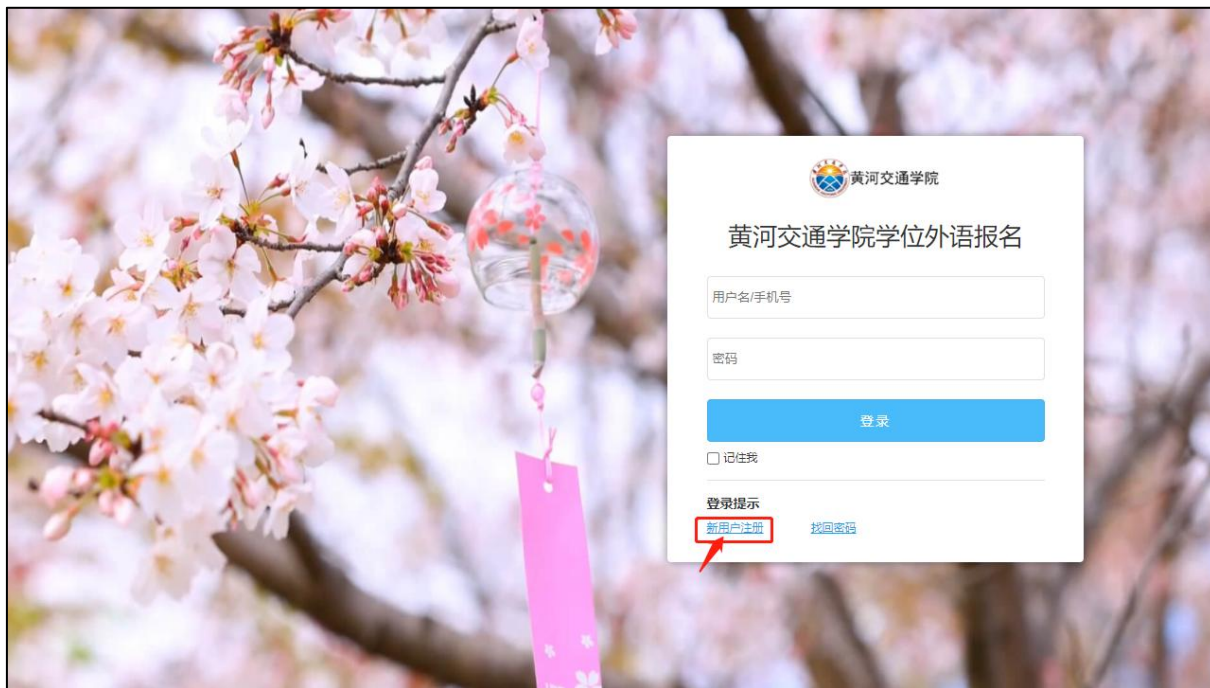 黄河交通学院
黄河交通学院学位外语报名
用户名/手机号
密码
登录
记住我
登录提示
新用户注册 找回密码